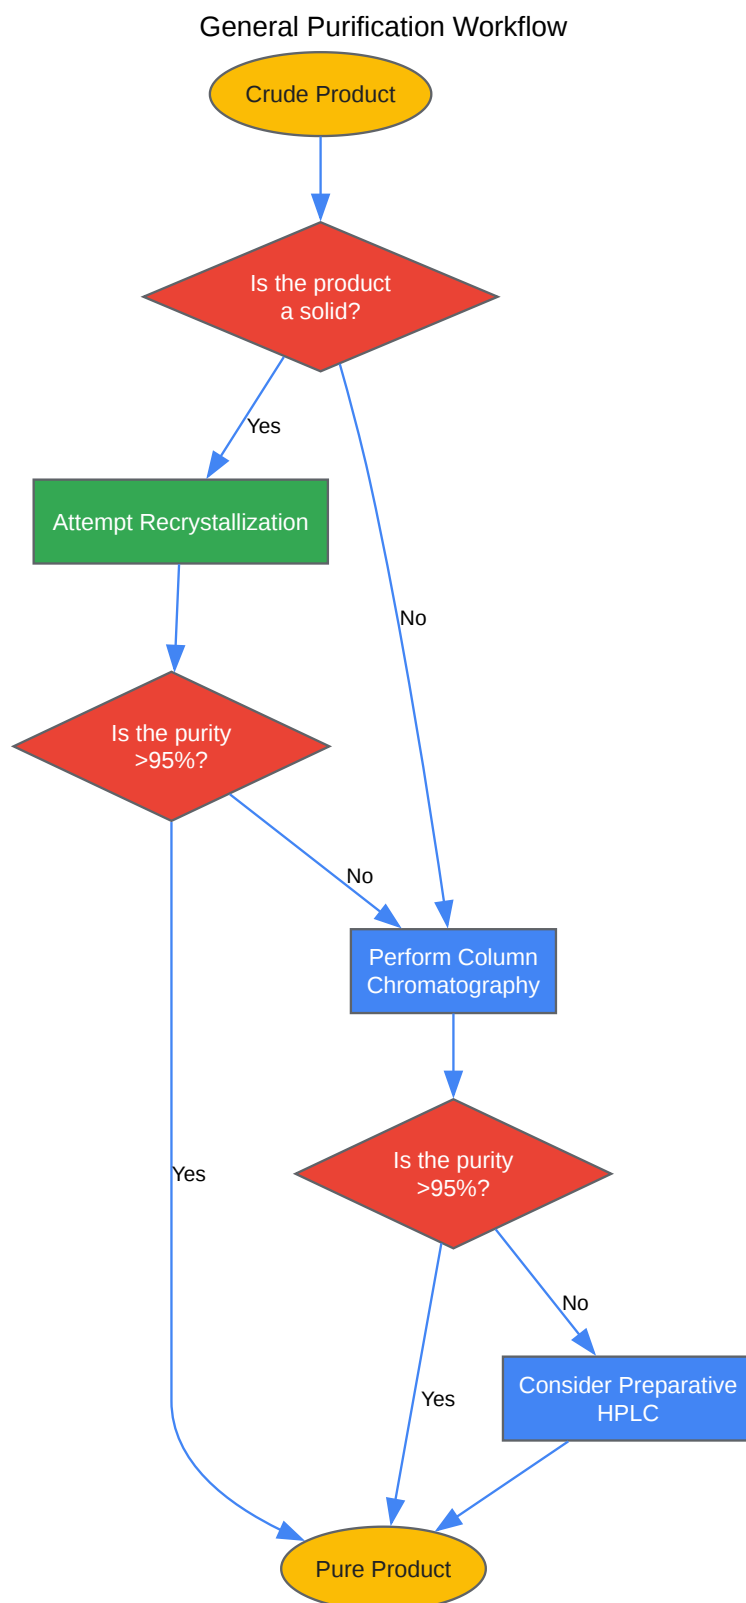 General Purification Workflow
Crude Product
Is the product
a solid?
Yes
Attempt Recrystallization
No
Is the purity
>95%?
No
Perform Column
Chromatography
Yes
Is the purity
>95%?
No
Consider Preparative
HPLC
Yes
Pure Product